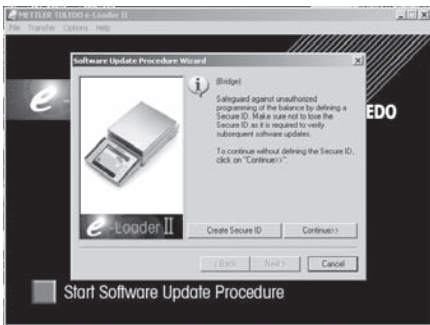 METTLER TOLEDO e-Loader II
File Transfer Options Help
Software Update Procedure Wizard
(Bridge)
Safeguard against unauthorized
programming of the balance by defining a
Secure ID. Make sure not to lose the
Secure ID as it is required to verify
subsequent software updates.
To continue without defining the Secure ID,
click on "Continue>>".
e
EDO
e-Loader II
Create Secure ID
Continue>>
< Back
Next >
Cancel
Start Software Update Procedure